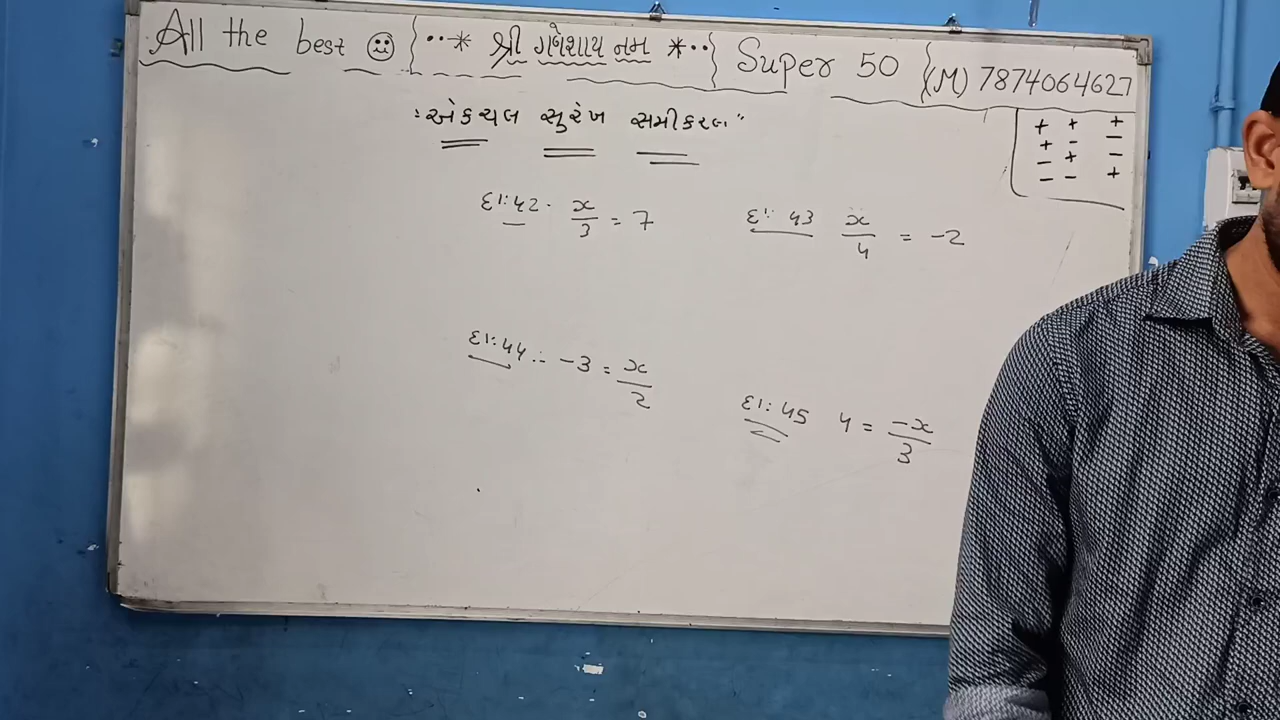 All the best ☺ ··* શ્રી ગણેશાય નમ *·· Super 50 (M) 7874064627
:એકચલ સુરેખ સમીકરણ"
+ + +
+ - -
- + -
- - +
દા:42. x/3 = 7
દા: 43 x/4 = -2
દા:44 :- -3 = x/2
દા: 45 4 = -x/3